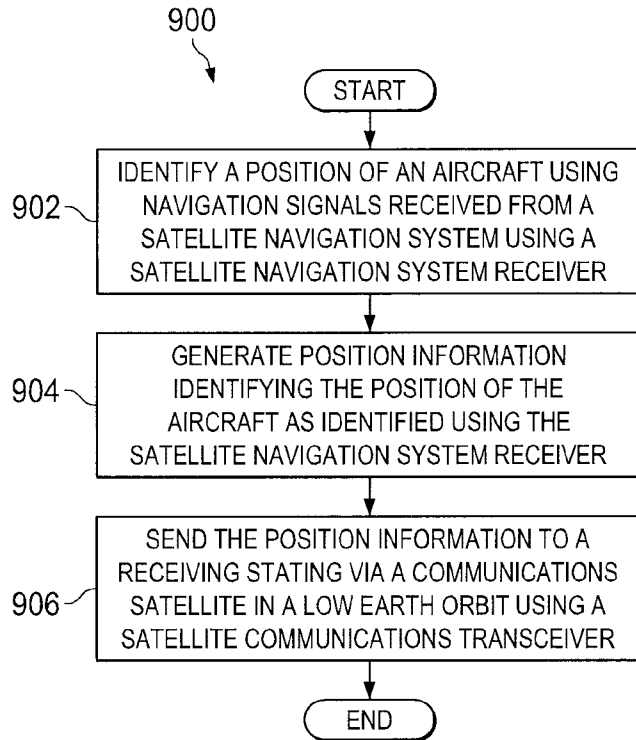 900
START
902
IDENTIFY A POSITION OF AN AIRCRAFT USING
NAVIGATION SIGNALS RECEIVED FROM A
SATELLITE NAVIGATION SYSTEM USING A
SATELLITE NAVIGATION SYSTEM RECEIVER
904
GENERATE POSITION INFORMATION
IDENTIFYING THE POSITION OF THE
AIRCRAFT AS IDENTIFIED USING THE
SATELLITE NAVIGATION SYSTEM RECEIVER
906
SEND THE POSITION INFORMATION TO A
RECEIVING STATING VIA A COMMUNICATIONS
SATELLITE IN A LOW EARTH ORBIT USING A
SATELLITE COMMUNICATIONS TRANSCEIVER
END